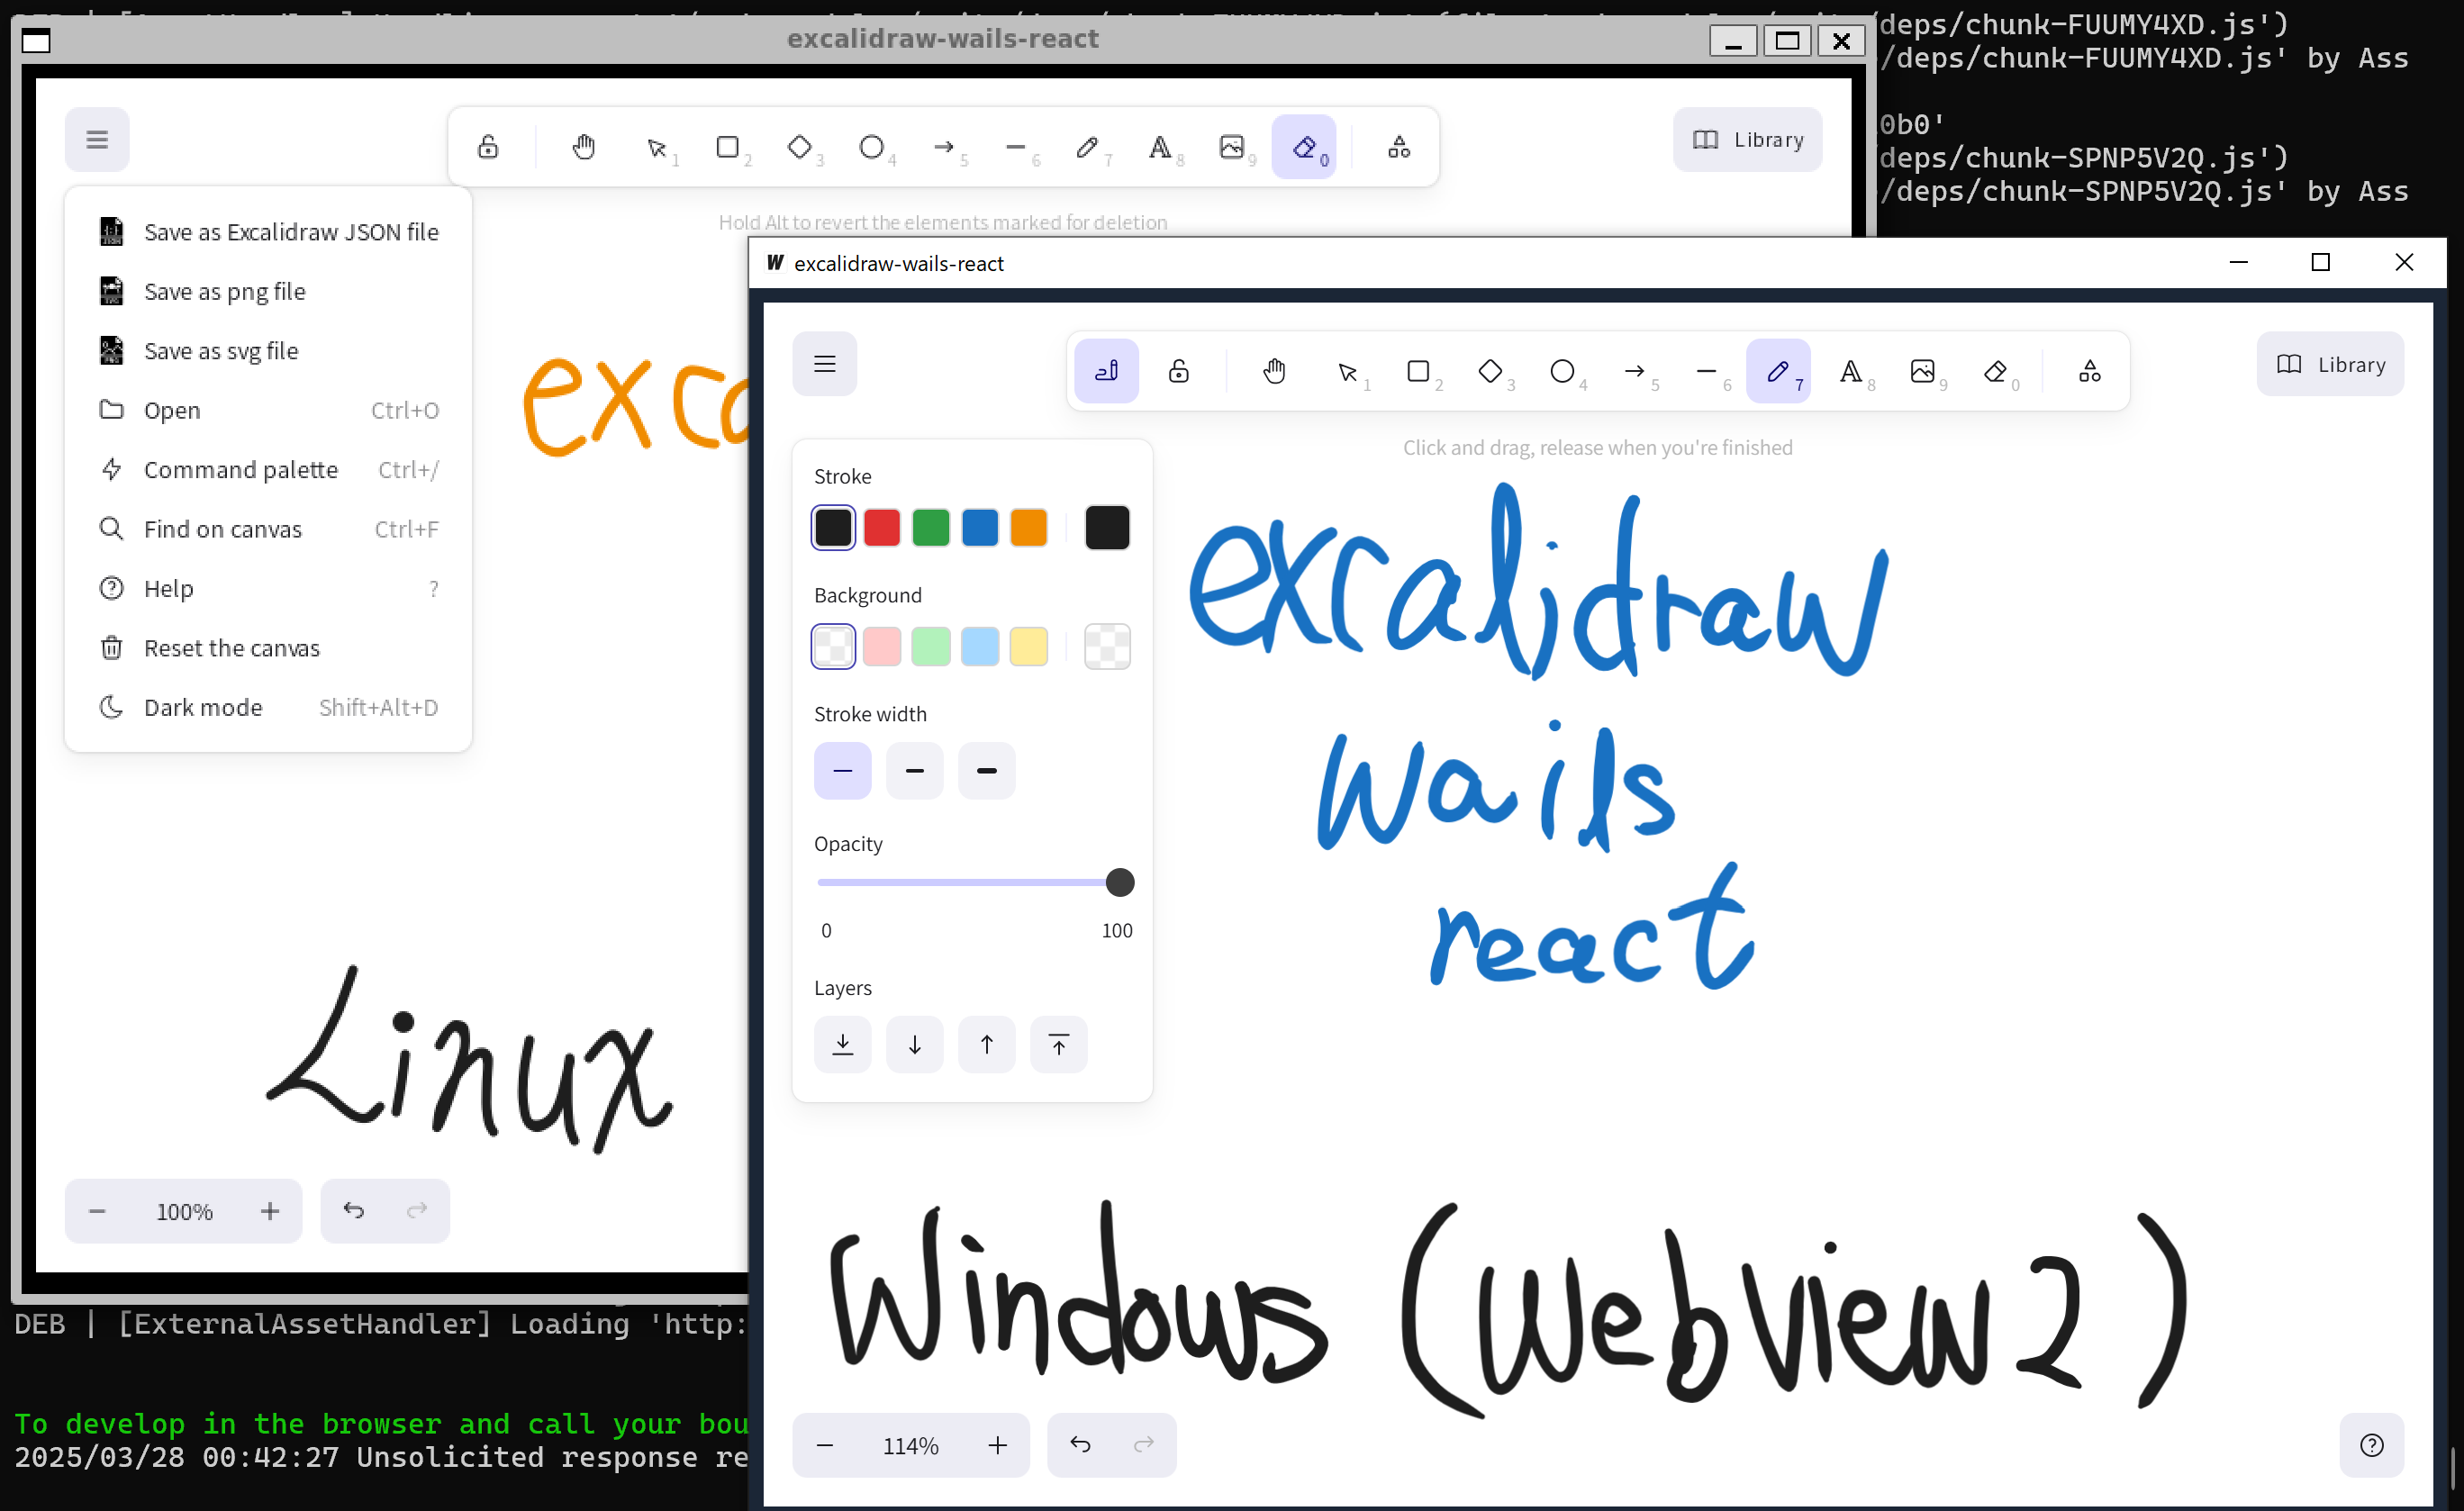 deps/chunk-FUUMY4XD.js')
/deps/chunk-FUUMY4XD.js' by Ass
0b0'
deps/chunk-SPNP5V2Q.js')
/deps/chunk-SPNP5V2Q.js' by Ass
excalidraw-wails-react
1 2 3 4 5 6 7 8 9 0
Library
Hold Alt to revert the elements marked for deletion
Save as Excalidraw JSON file
Save as png file
Save as svg file
Open Ctrl+O
Command palette Ctrl+/
Find on canvas Ctrl+F
Help ?
Reset the canvas
Dark mode Shift+Alt+D
exca
Linux
100%
excalidraw-wails-react
1 2 3 4 5 6 7 8 9 0
Library
Click and drag, release when you're finished
Stroke
Background
Stroke width
Opacity
0 100
Layers
excalidraw
wails
react
Windows (WebView2)
114%
DEB | [ExternalAssetHandler] Loading 'http:
To develop in the browser and call your bou
2025/03/28 00:42:27 Unsolicited response re